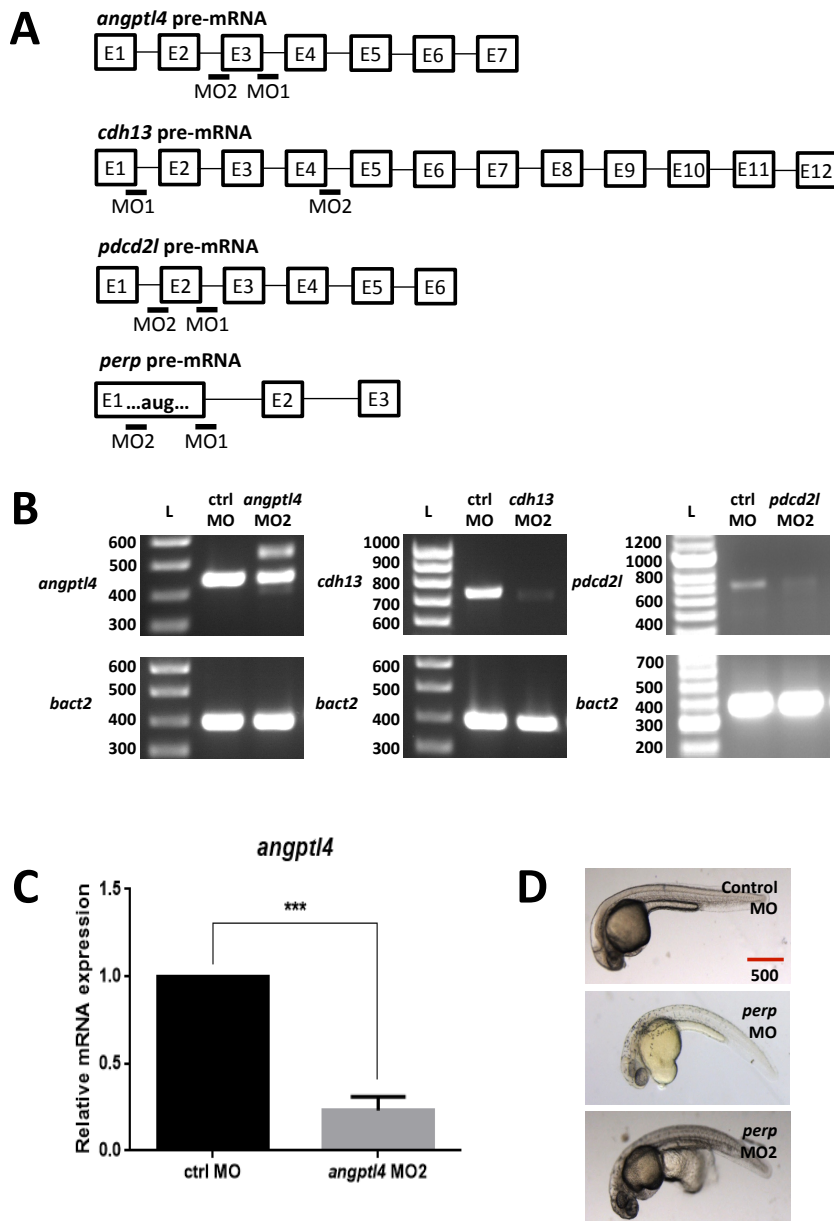 A
angptl4 pre-mRNA
E1 E2 E3 E4 E5 E6 E7
MO2 MO1
cdh13 pre-mRNA
E1 E2 E3 E4 E5 E6 E7 E8 E9 E10 E11 E12
MO1 MO2
pdcd2l pre-mRNA
E1 E2 E3 E4 E5 E6
MO2 MO1
perp pre-mRNA
E1 ...aug... E2 E3
MO2 MO1
B
L ctrl MO angptl4 MO2
angptl4
600
500
400
300
bact2
600
500
400
300
L ctrl MO cdh13 MO2
cdh13
1000
900
800
700
600
bact2
600
500
400
300
L ctrl MO pdcd2l MO2
pdcd2l
1200
1000
800
600
400
bact2
700
500
400
300
200
C
angptl4
Relative mRNA expression
1.5
1.0
0.5
0.0
***
ctrl MO angptl4 MO2
D
Control
MO
500
perp
MO
perp
MO2